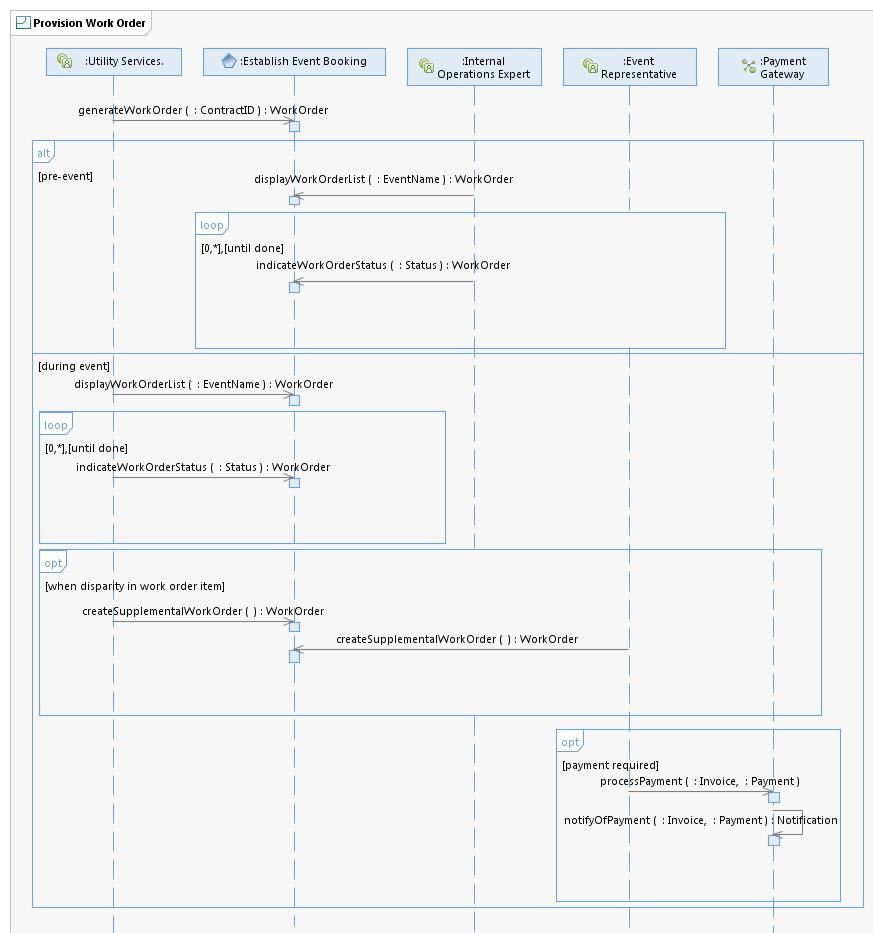 Provision Work Order
:Utility Services.
:Establish Event Booking
:Internal
Operations Expert
:Event
Representative
:Payment
Gateway
generateWorkOrder ( : ContractID ) : WorkOrder
alt
[pre-event]
displayWorkOrderList ( : EventName ) : WorkOrder
loop
[0,*],[until done]
indicateWorkOrderStatus ( : Status ) : WorkOrder
[during event]
displayWorkOrderList ( : EventName ) : WorkOrder
loop
[0,*],[until done]
indicateWorkOrderStatus ( : Status ) : WorkOrder
opt
[when disparity in work order item]
createSupplementalWorkOrder ( ) : WorkOrder
createSupplementalWorkOrder ( ) : WorkOrder
opt
[payment required]
processPayment ( : Invoice, : Payment )
notifyOfPayment ( : Invoice, : Payment ) : Notification